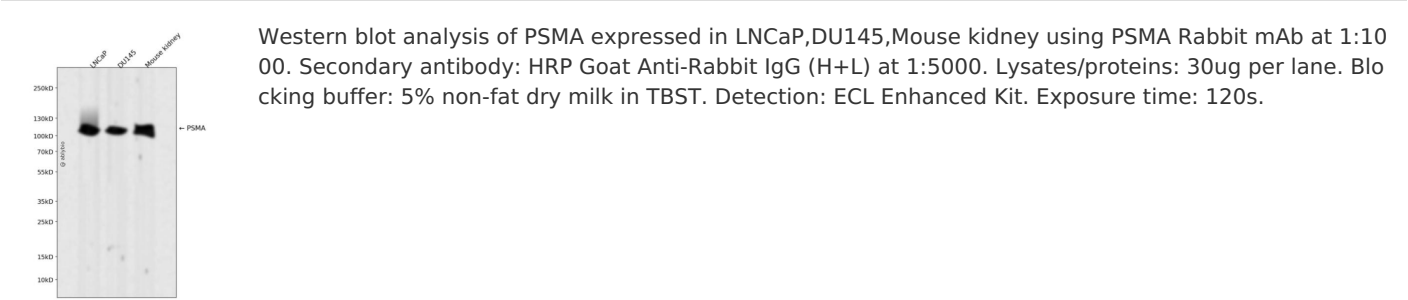 LNCaP
DU145
Mouse kidney
Western blot analysis of PSMA expressed in LNCaP,DU145,Mouse kidney using PSMA Rabbit mAb at 1:10
00. Secondary antibody: HRP Goat Anti-Rabbit IgG (H+L) at 1:5000. Lysates/proteins: 30ug per lane. Blo
cking buffer: 5% non-fat dry milk in TBST. Detection: ECL Enhanced Kit. Exposure time: 120s.
250kD
130kD
← PSMA
100kD
70kD
55kD
35kD
25kD
15kD
10kD